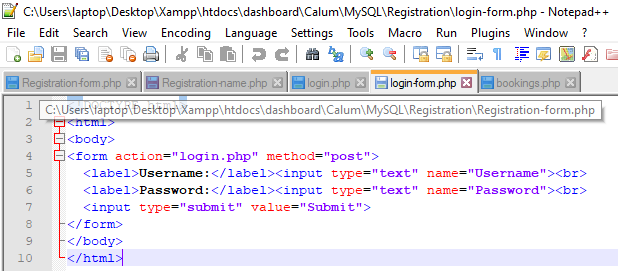 C:\Users\laptop\Desktop\Xampp\htdocs\dashboard\Calum\MySQL\Registration\login-form.php - Notepad++
File Edit Search View Encoding Language Settings Tools Macro Run Plugins Window ?
Registration-form.php Registration-name.php login.php login-form.php bookings.php
1 <!DOCTYPE html>
C:\Users\laptop\Desktop\Xampp\htdocs\dashboard\Calum\MySQL\Registration\Registration-form.php
2 <html>
3 <body>
4 <form action="login.php" method="post">
5 <label>Username:</label><input type="text" name="Username"><br>
6 <label>Password:</label><input type="text" name="Password"><br>
7 <input type="submit" value="Submit">
8 </form>
9 </body>
10 </html>